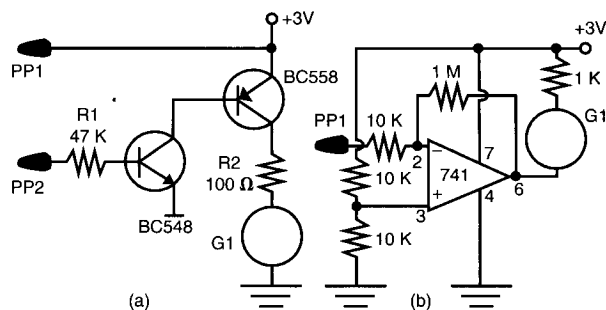 +3V
PP1
BC558
R1
47 K
PP2
BC548
R2
100 Ω
G1
(a)
+3V
1 M
1 K
PP1
10 K
G1
2
−
7
741
6
10 K
+
3
4
10 K
(b)